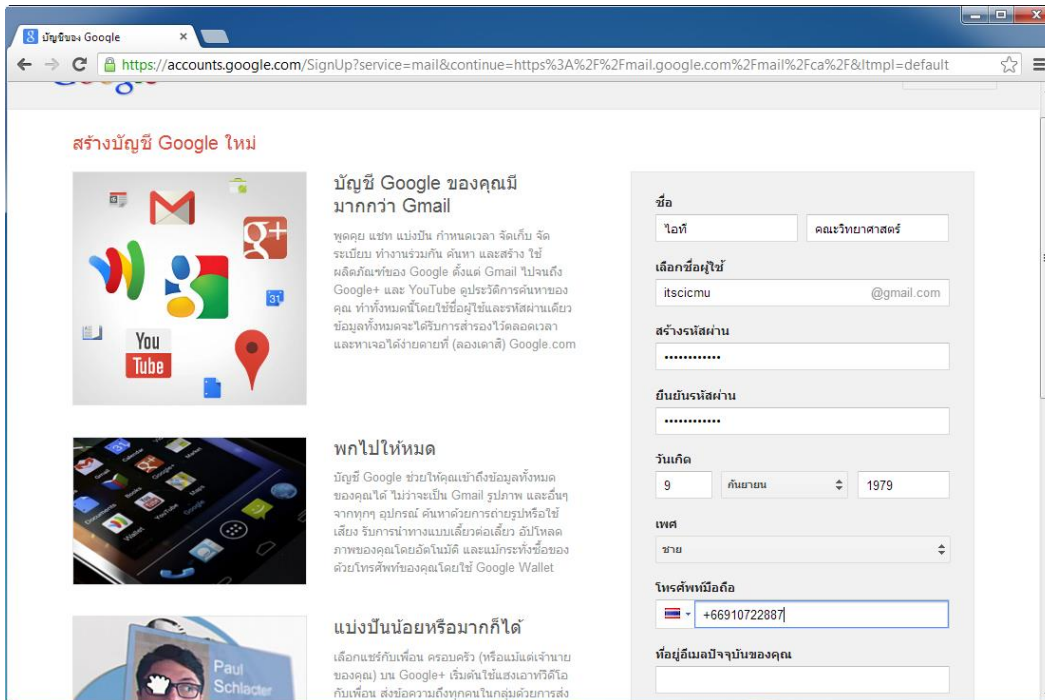 บัญชีของ Google
https://accounts.google.com/SignUp?service=mail&continue=https%3A%2F%2Fmail.google.com%2Fmail%2Fca%2F&ltmpl=default
สร้างบัญชี Google ใหม่
บัญชี Google ของคุณมี
มากกว่า Gmail
พูดคุย แชท แบ่งปัน กำหนดเวลา จัดเก็บ จัด
ระเบียบ ทำงานร่วมกัน ค้นหา และสร้าง ใช้
ผลิตภัณฑ์ของ Google ตั้งแต่ Gmail ไปจนถึง
Google+ และ YouTube ดูประวัติการค้นหาของ
คุณ ทำทั้งหมดนี้โดยใช้ชื่อผู้ใช้และรหัสผ่านเดียว
ข้อมูลทั้งหมดจะได้รับการสำรองไว้ตลอดเวลา
และหาเจอได้ง่ายดายที่ (ลองเดาสิ) Google.com
31
You
Tube
พกไปให้หมด
บัญชี Google ช่วยให้คุณเข้าถึงข้อมูลทั้งหมด
ของคุณได้ ไม่ว่าจะเป็น Gmail รูปภาพ และอื่นๆ
จากทุกๆ อุปกรณ์ ค้นหาด้วยการถ่ายรูปหรือใช้
เสียง รับการนำทางแบบเลี้ยวต่อเลี้ยว อัปโหลด
ภาพของคุณโดยอัตโนมัติ และแม้กระทั่งซื้อของ
ด้วยโทรศัพท์ของคุณโดยใช้ Google Wallet
แบ่งปันน้อยหรือมากก็ได้
เลือกแชร์กับเพื่อน ครอบครัว (หรือแม้แต่เจ้านาย
ของคุณ) บน Google+ เริ่มต้นใช้แฮงเอาท์วิดีโอ
กับเพื่อน ส่งข้อความถึงทุกคนในกลุ่มด้วยการส่ง
Paul
Schlacter
ชื่อ
ไอที คณะวิทยาศาสตร์
เลือกชื่อผู้ใช้
itscicmu @gmail.com
สร้างรหัสผ่าน
••••••••••••
ยืนยันรหัสผ่าน
••••••••••••
วันเกิด
9 กันยายน 1979
เพศ
ชาย
โทรศัพท์มือถือ
+66910722887
ที่อยู่อีเมลปัจจุบันของคุณ